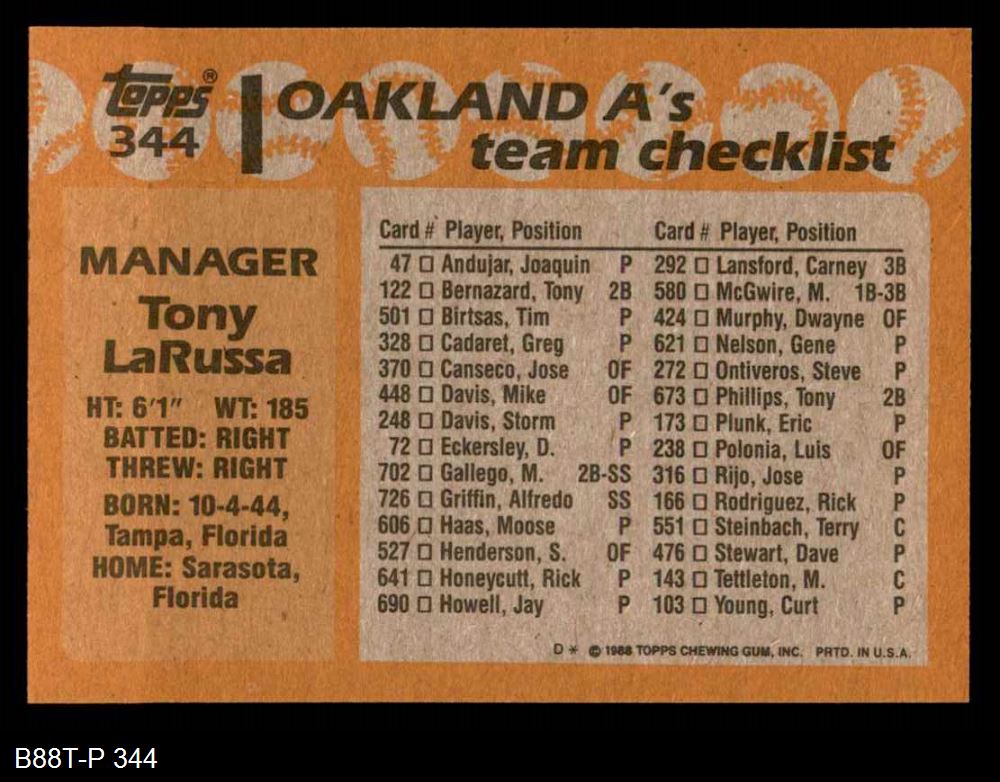 topps®
344
OAKLAND A's
team checklist
MANAGER
Tony
LaRussa
HT: 6'1" WT: 185
BATTED: RIGHT
THREW: RIGHT
BORN: 10-4-44,
Tampa, Florida
HOME: Sarasota,
Florida
Card # Player, Position
47 □ Andujar, Joaquin P
122 □ Bernazard, Tony 2B
501 □ Birtsas, Tim P
328 □ Cadaret, Greg P
370 □ Canseco, Jose OF
448 □ Davis, Mike OF
248 □ Davis, Storm P
72 □ Eckersley, D. P
702 □ Gallego, M. 2B-SS
726 □ Griffin, Alfredo SS
606 □ Haas, Moose P
527 □ Henderson, S. OF
641 □ Honeycutt, Rick P
690 □ Howell, Jay P
Card # Player, Position
292 □ Lansford, Carney 3B
580 □ McGwire, M. 1B-3B
424 □ Murphy, Dwayne OF
621 □ Nelson, Gene P
272 □ Ontiveros, Steve P
673 □ Phillips, Tony 2B
173 □ Plunk, Eric P
238 □ Polonia, Luis OF
316 □ Rijo, Jose P
166 □ Rodriguez, Rick P
551 □ Steinbach, Terry C
476 □ Stewart, Dave P
143 □ Tettleton, M. C
103 □ Young, Curt P
D * © 1988 TOPPS CHEWING GUM, INC. PRTD. IN U.S.A.
B88T-P 344